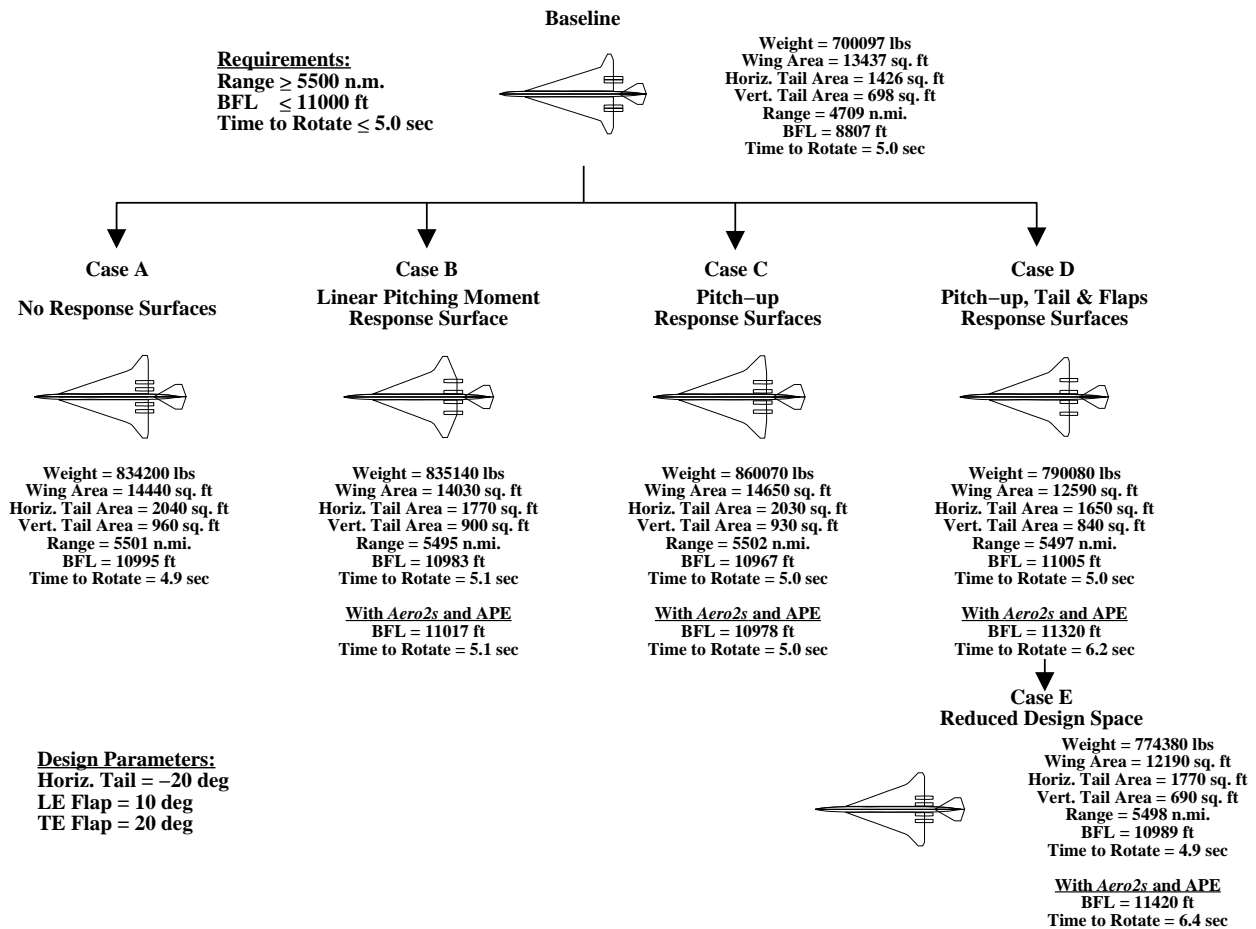 Baseline
Requirements:
Range ≥ 5500 n.m.
BFL ≤ 11000 ft
Time to Rotate ≤ 5.0 sec
Weight = 700097 lbs
Wing Area = 13437 sq. ft
Horiz. Tail Area = 1426 sq. ft
Vert. Tail Area = 698 sq. ft
Range = 4709 n.mi.
BFL = 8807 ft
Time to Rotate = 5.0 sec
Case A
No Response Surfaces
Weight = 834200 lbs
Wing Area = 14440 sq. ft
Horiz. Tail Area = 2040 sq. ft
Vert. Tail Area = 960 sq. ft
Range = 5501 n.mi.
BFL = 10995 ft
Time to Rotate = 4.9 sec
Case B
Linear Pitching Moment
Response Surface
Weight = 835140 lbs
Wing Area = 14030 sq. ft
Horiz. Tail Area = 1770 sq. ft
Vert. Tail Area = 900 sq. ft
Range = 5495 n.mi.
BFL = 10983 ft
Time to Rotate = 5.1 sec
With Aero2s and APE
BFL = 11017 ft
Time to Rotate = 5.1 sec
Case C
Pitch−up
Response Surfaces
Weight = 860070 lbs
Wing Area = 14650 sq. ft
Horiz. Tail Area = 2030 sq. ft
Vert. Tail Area = 930 sq. ft
Range = 5502 n.mi.
BFL = 10967 ft
Time to Rotate = 5.0 sec
With Aero2s and APE
BFL = 10978 ft
Time to Rotate = 5.0 sec
Case D
Pitch−up, Tail & Flaps
Response Surfaces
Weight = 790080 lbs
Wing Area = 12590 sq. ft
Horiz. Tail Area = 1650 sq. ft
Vert. Tail Area = 840 sq. ft
Range = 5497 n.mi.
BFL = 11005 ft
Time to Rotate = 5.0 sec
With Aero2s and APE
BFL = 11320 ft
Time to Rotate = 6.2 sec
Case E
Reduced Design Space
Weight = 774380 lbs
Wing Area = 12190 sq. ft
Horiz. Tail Area = 1770 sq. ft
Vert. Tail Area = 690 sq. ft
Range = 5498 n.mi.
BFL = 10989 ft
Time to Rotate = 4.9 sec
With Aero2s and APE
BFL = 11420 ft
Time to Rotate = 6.4 sec
Design Parameters:
Horiz. Tail = −20 deg
LE Flap = 10 deg
TE Flap = 20 deg